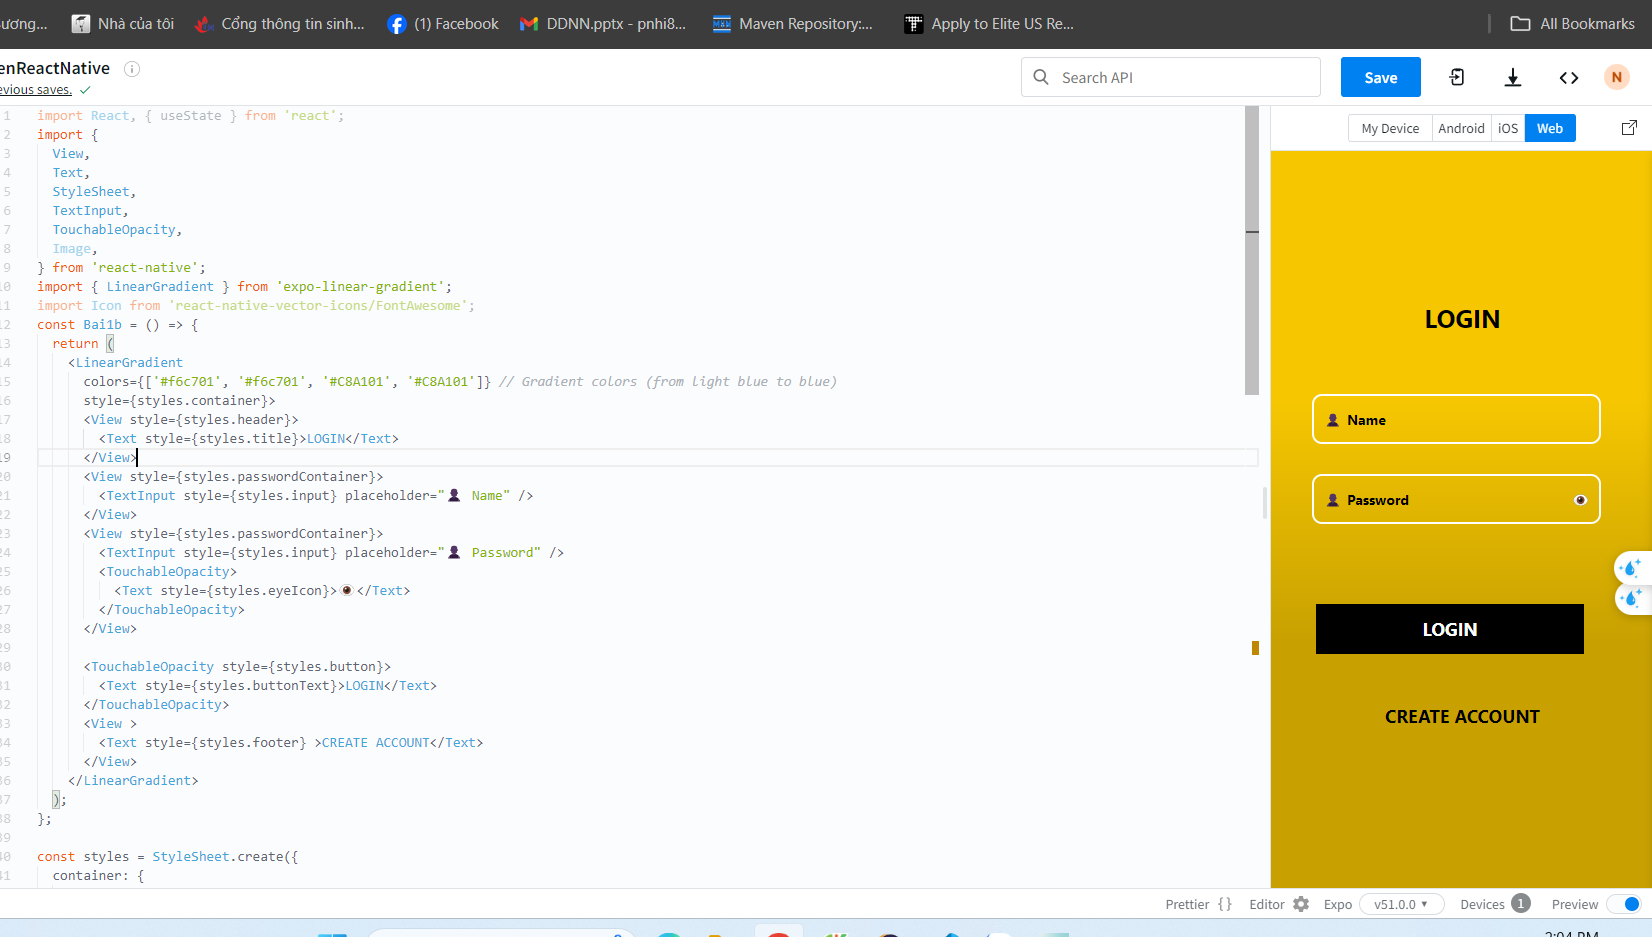 ương...
Nhà của tôi
Cổng thông tin sinh...
(1) Facebook
DDNN.pptx - pnhi8...
Maven Repository:...
Apply to Elite US Re...
All Bookmarks
enReactNative
evious saves.
Search API
Save
N
My Device
Android
iOS
Web
1 import React, { useState } from 'react';
2 import {
3 View,
4 Text,
5 StyleSheet,
6 TextInput,
7 TouchableOpacity,
8 Image,
9 } from 'react-native';
10 import { LinearGradient } from 'expo-linear-gradient';
11 import Icon from 'react-native-vector-icons/FontAwesome';
12 const Bai1b = () => {
13 return (
14 <LinearGradient
15 colors={['#f6c701', '#f6c701', '#C8A101', '#C8A101']} // Gradient colors (from light blue to blue)
16 style={styles.container}>
17 <View style={styles.header}>
18 <Text style={styles.title}>LOGIN</Text>
19 </View>
20 <View style={styles.passwordContainer}>
21 <TextInput style={styles.input} placeholder="👤 Name" />
22 </View>
23 <View style={styles.passwordContainer}>
24 <TextInput style={styles.input} placeholder="👤 Password" />
25 <TouchableOpacity>
26 <Text style={styles.eyeIcon}>👁</Text>
27 </TouchableOpacity>
28 </View>
29
30 <TouchableOpacity style={styles.button}>
31 <Text style={styles.buttonText}>LOGIN</Text>
32 </TouchableOpacity>
33 <View >
34 <Text style={styles.footer} >CREATE ACCOUNT</Text>
35 </View>
36 </LinearGradient>
37 );
38 };
39
40 const styles = StyleSheet.create({
41 container: {
LOGIN
👤 Name
👤 Password 👁
LOGIN
CREATE ACCOUNT
Prettier {}
Editor
Expo
v51.0.0
Devices 1
Preview
2:04 PM